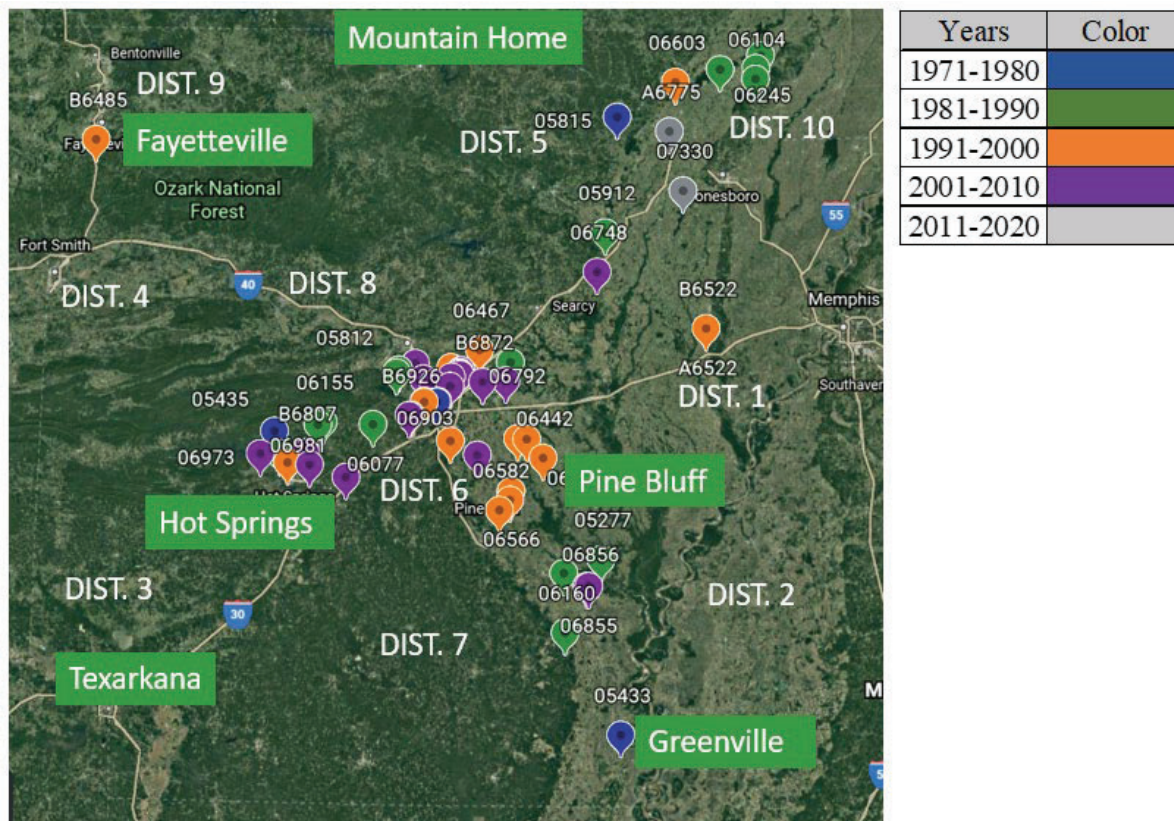 Mountain Home
06603
06104
Bentonville
DIST. 9
B6485
A6775
06245
Fayetteville
05815
DIST. 5
DIST. 10
07330
Ozark National
Forest
05912
onesboro
55
Fort Smith
06748
DIST. 4
40
DIST. 8
Searcy
B6522
Memphis
06467
05812
B6872
A6522
06155
B6926
06792
DIST. 1
Southaven
05435
B6807
06903
06442
06973
06981
06077
06582
DIST. 6
Pine Bluff
Hot Springs
Pine
05277
06566
06856
DIST. 3
06160
DIST. 2
30
06855
DIST. 7
Texarkana
05433
M
Greenville
Years Color
1971-1980
1981-1990
1991-2000
2001-2010
2011-2020